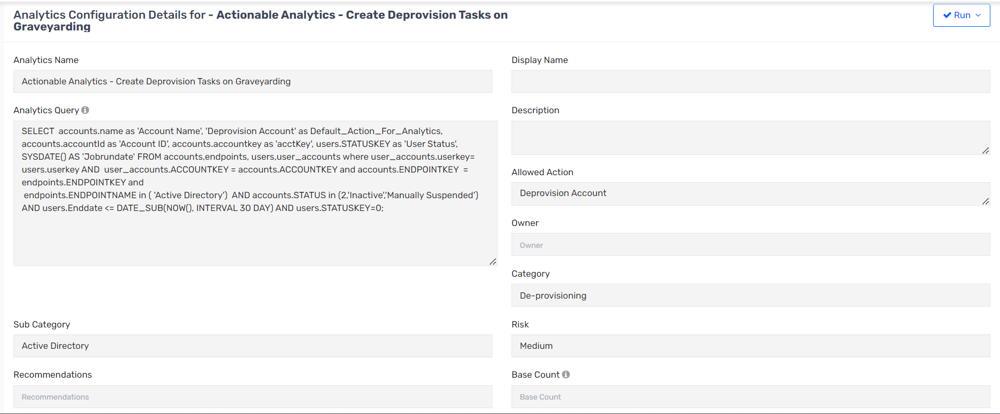 Analytics Configuration Details for - Actionable Analytics - Create Deprovision Tasks on
Graveyarding
Run
Analytics Name
Actionable Analytics - Create Deprovision Tasks on Graveyarding
Display Name
Analytics Query
SELECT  accounts.name as 'Account Name', 'Deprovision Account' as Default_Action_For_Analytics,
accounts.accountId as 'Account ID', accounts.accountkey as 'acctKey', users.STATUSKEY as 'User Status',
SYSDATE() AS 'Jobrundate' FROM accounts,endpoints, users,user_accounts where user_accounts.userkey=
users.userkey AND  user_accounts.ACCOUNTKEY = accounts.ACCOUNTKEY and accounts.ENDPOINTKEY  =
endpoints.ENDPOINTKEY and
endpoints.ENDPOINTNAME in ( 'Active Directory')  AND accounts.STATUS in (2,'Inactive','Manually Suspended')
AND users.Enddate <= DATE_SUB(NOW(), INTERVAL 30 DAY) AND users.STATUSKEY=0;
Description
Allowed Action
Deprovision Account
Owner
Owner
Category
De-provisioning
Sub Category
Active Directory
Risk
Medium
Recommendations
Recommendations
Base Count
Base Count